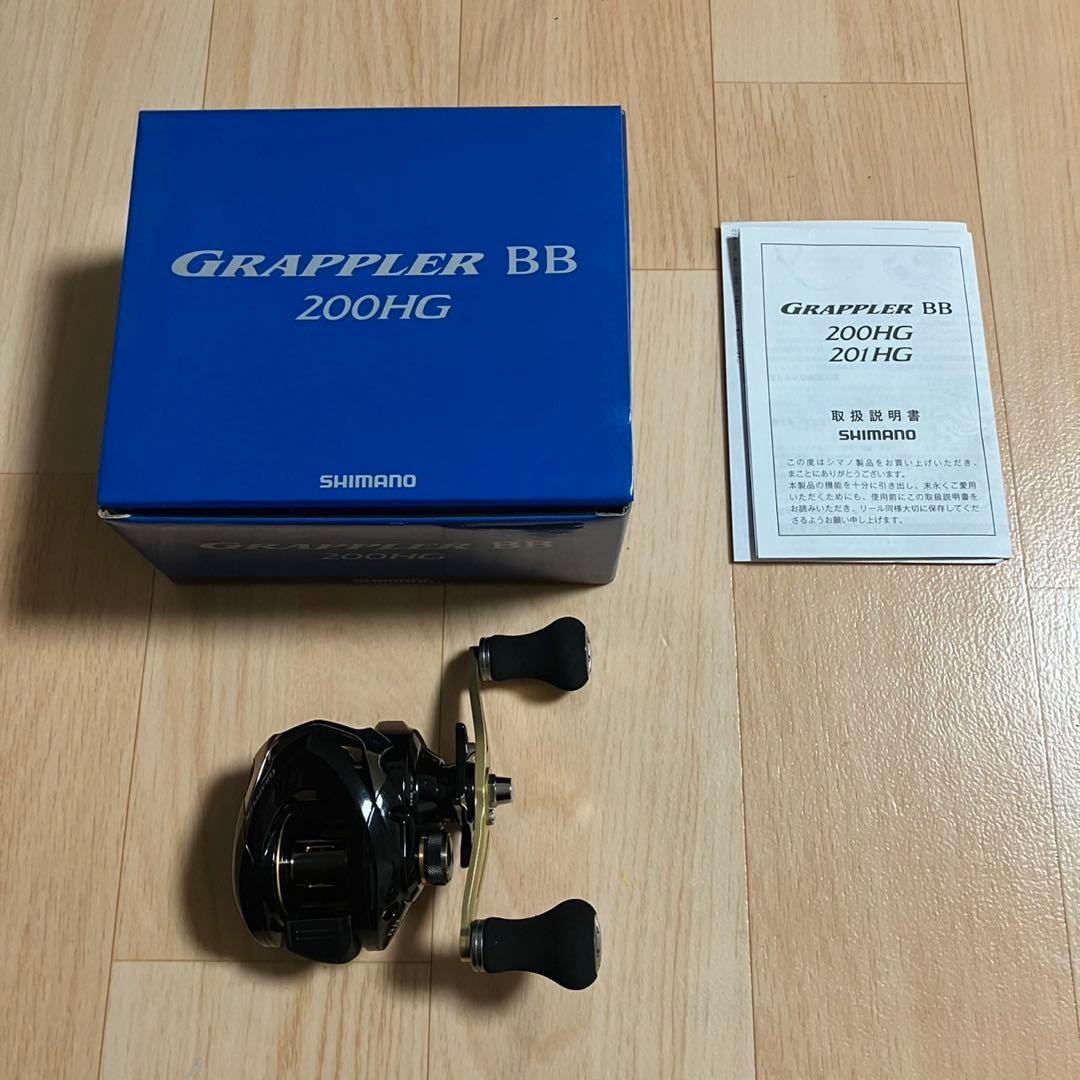 GRAPPLER BB
200HG
SHIMANO
GRAPPLER BB
200HG
SHIMANO
GRAPPLER BB
200HG
201HG
取扱説明書
SHIMANO
この度はシマノ製品をお買い上げいただき、
まことにありがとうございます。
本製品の機能を十分に引き出し、末永くご愛用
いただくためにも、使用前にこの取扱説明書を
お読みいただき、リール同様大切に保存してくだ
さるようお願い申し上げます。